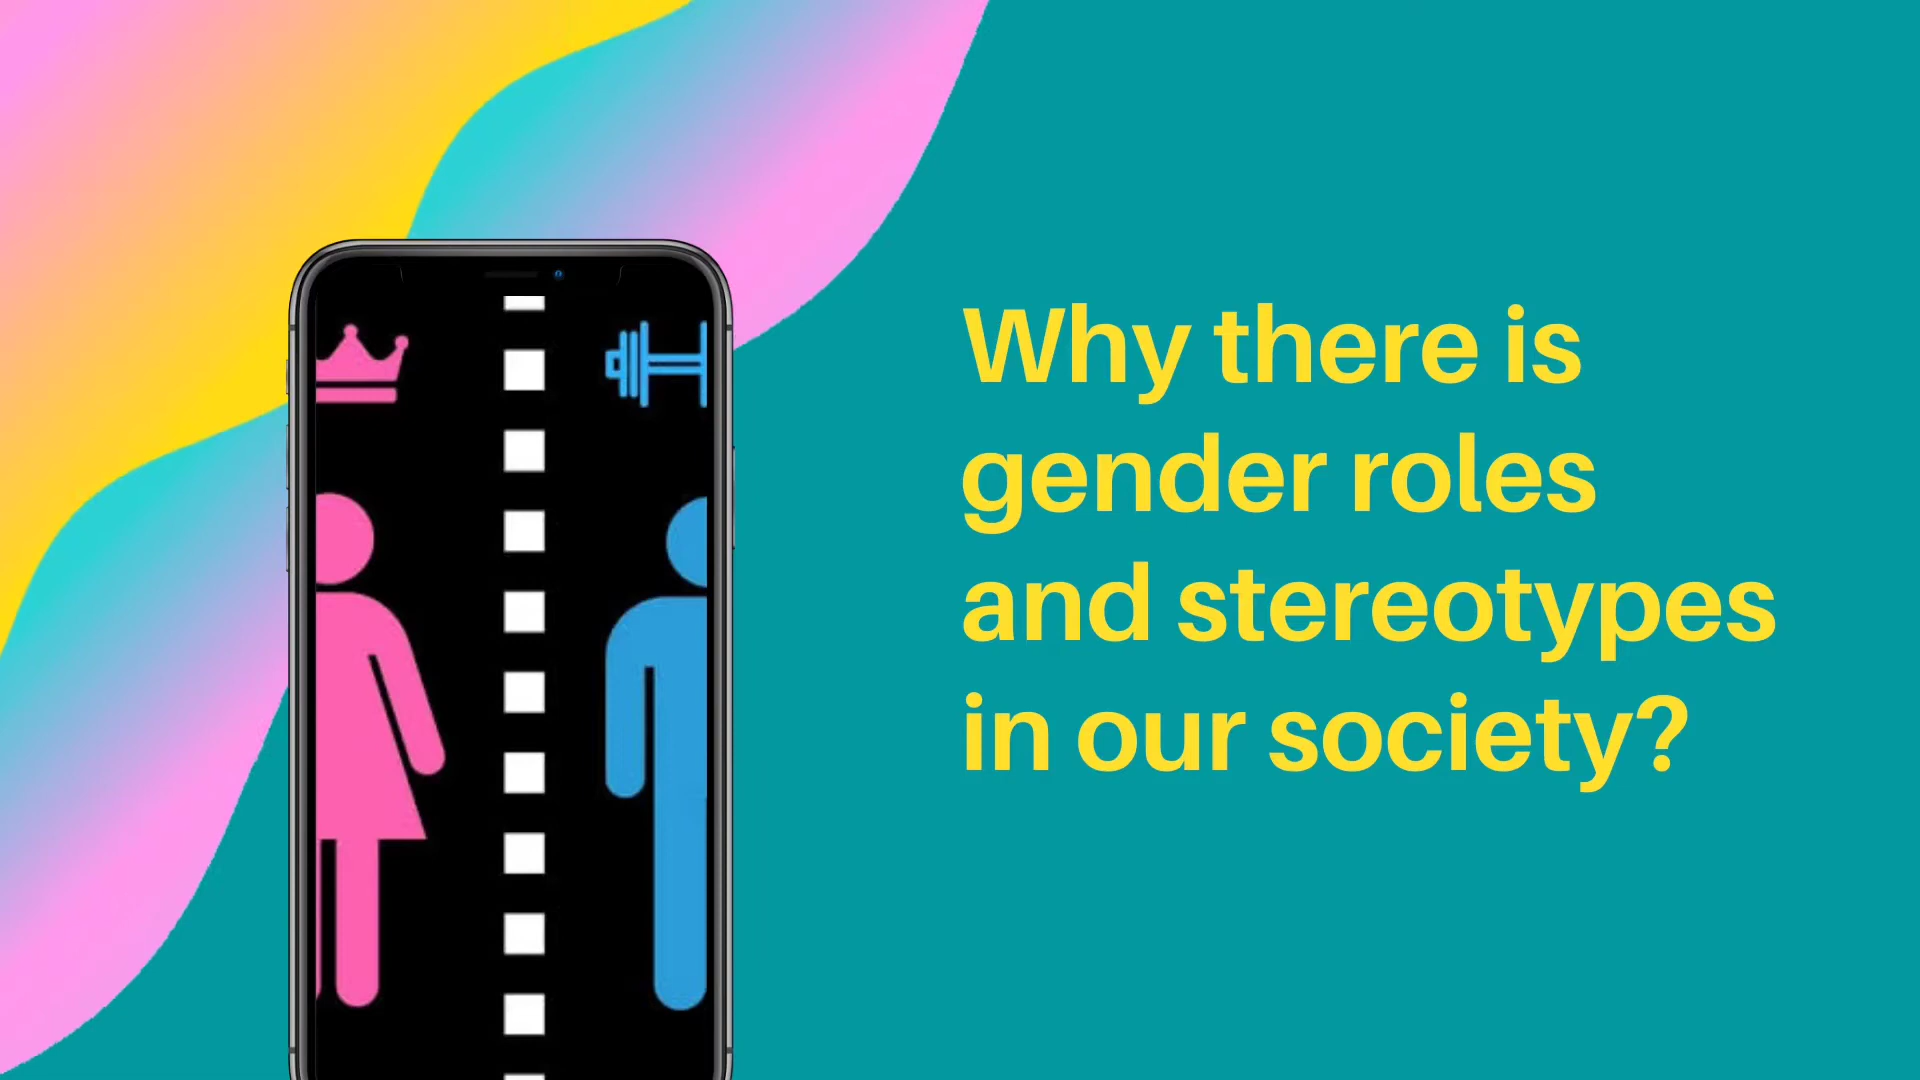 Why there is
gender roles
and stereotypes
in our society?